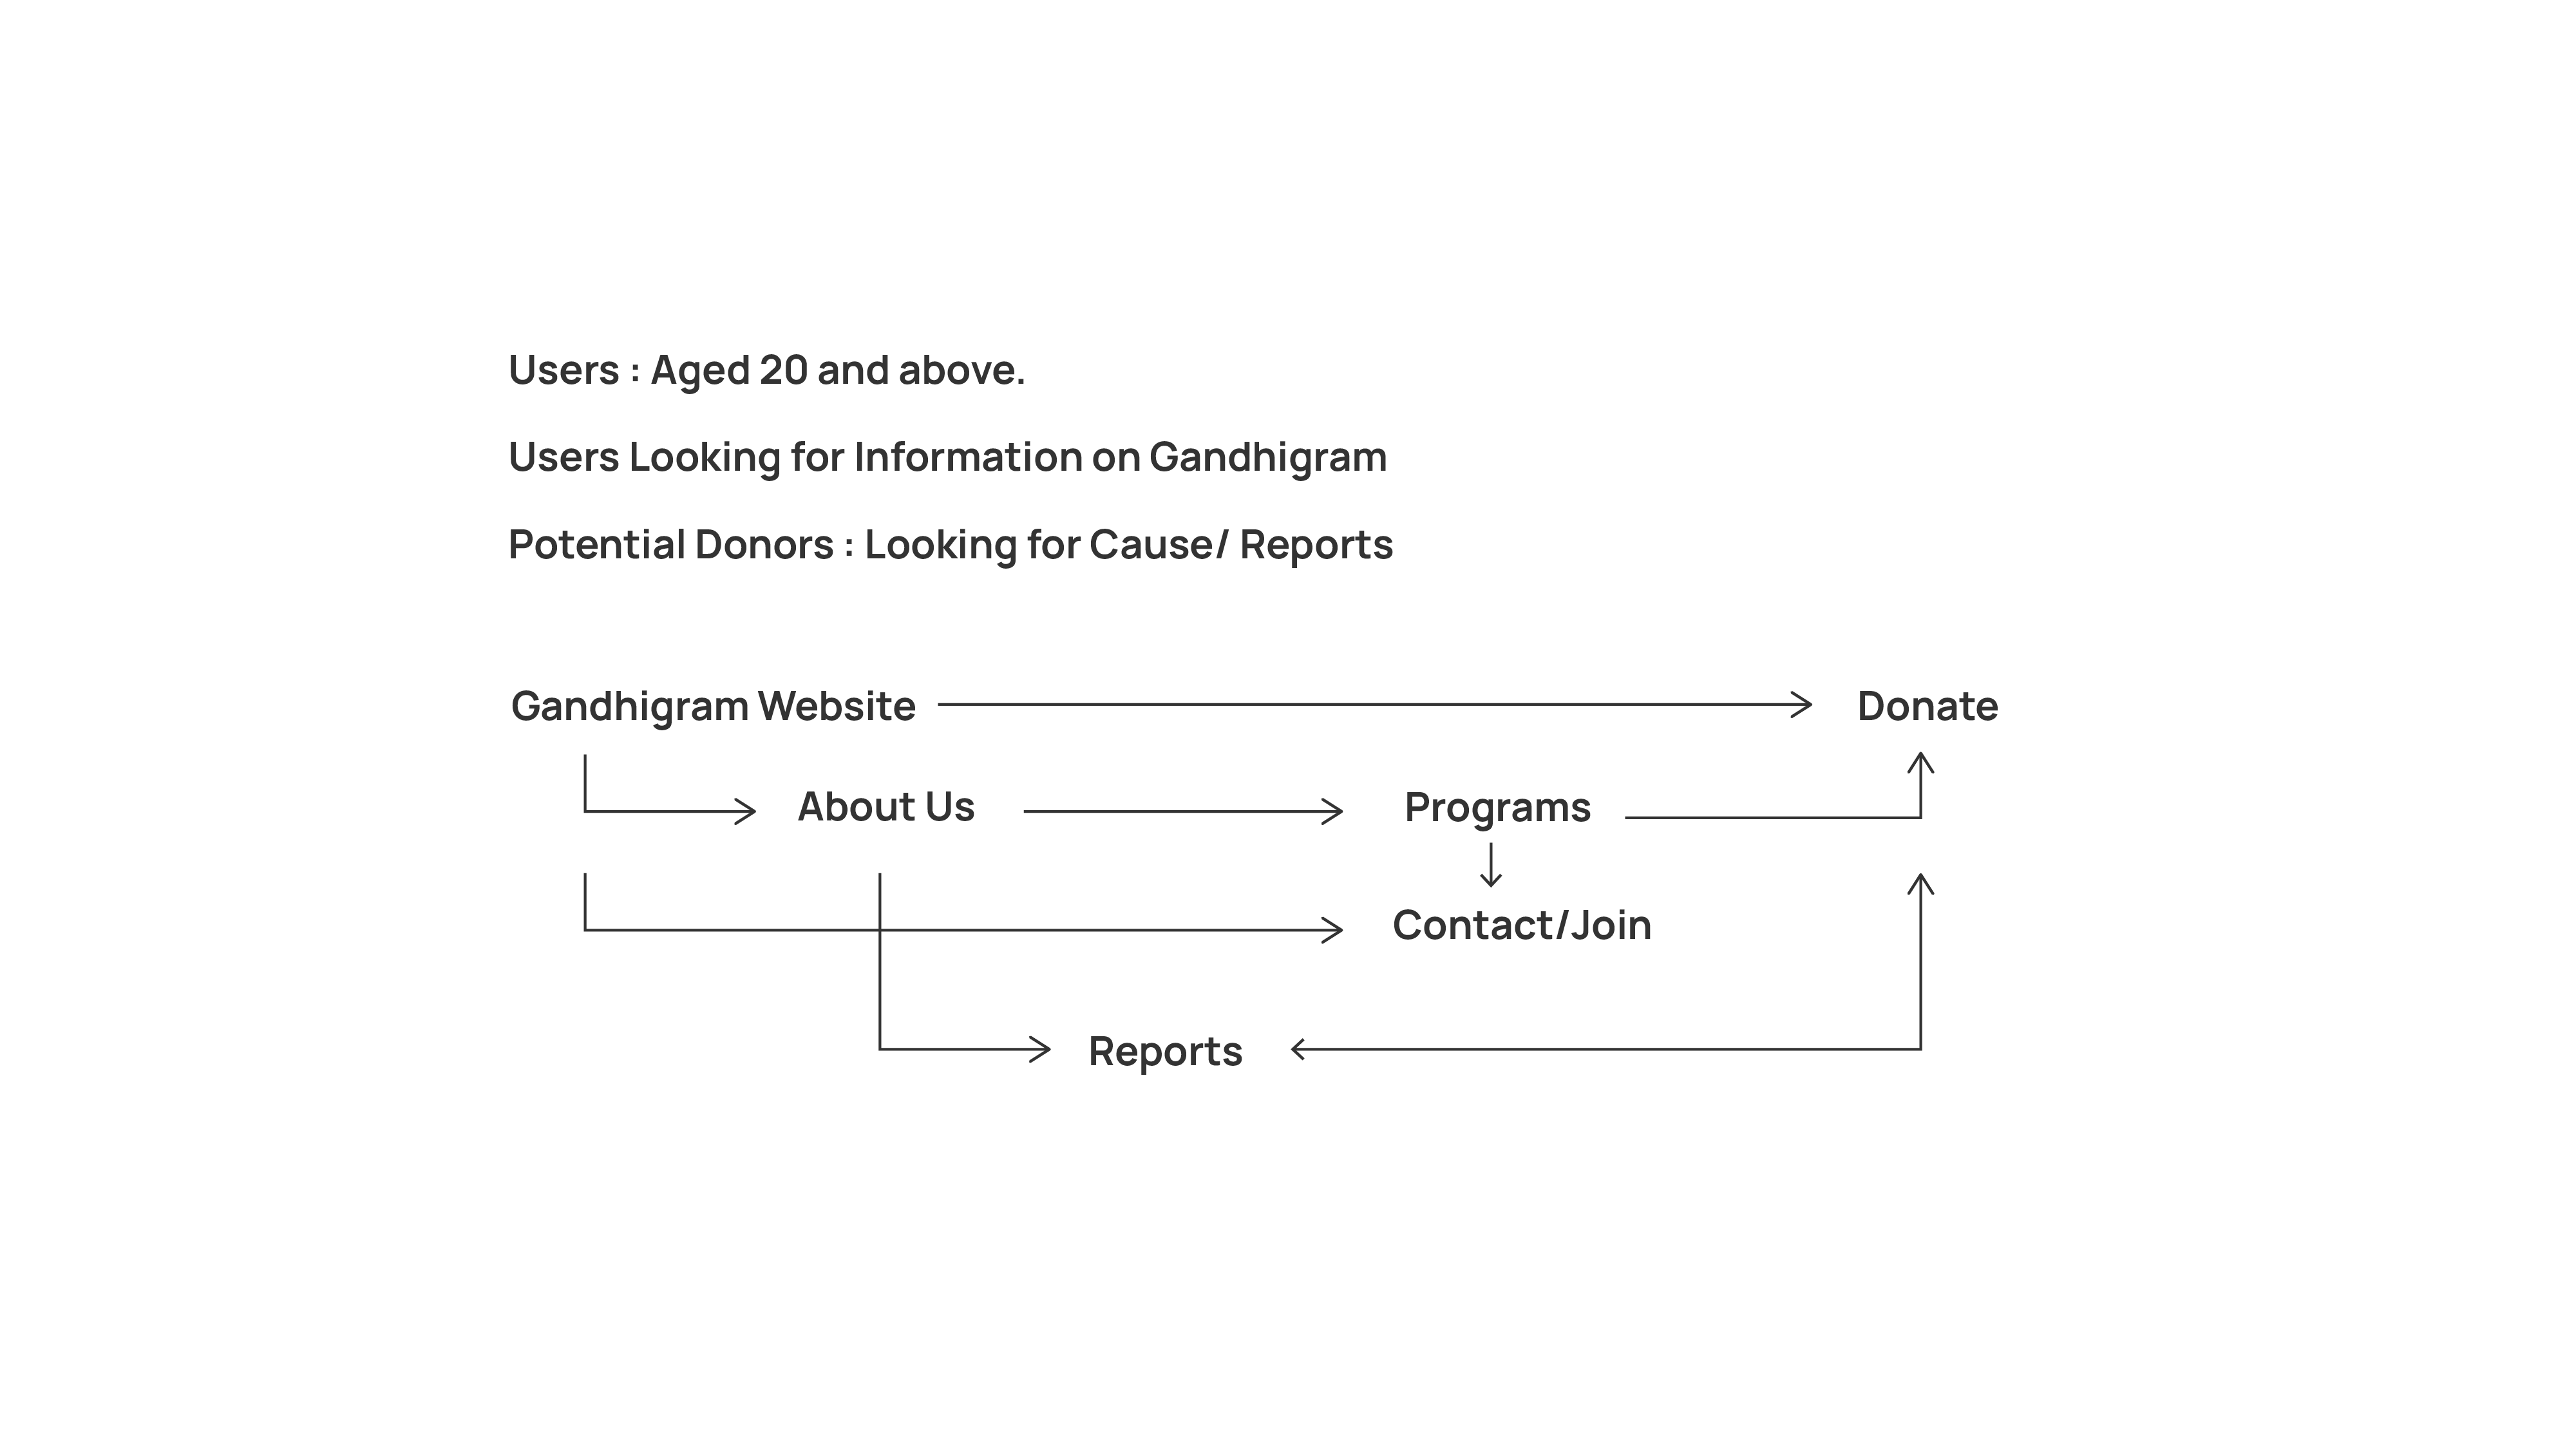 Users : Aged 20 and above.
Users Looking for Information on Gandhigram
Potential Donors : Looking for Cause/ Reports
Gandhigram Website
Donate
About Us
Programs
Contact/Join
Reports